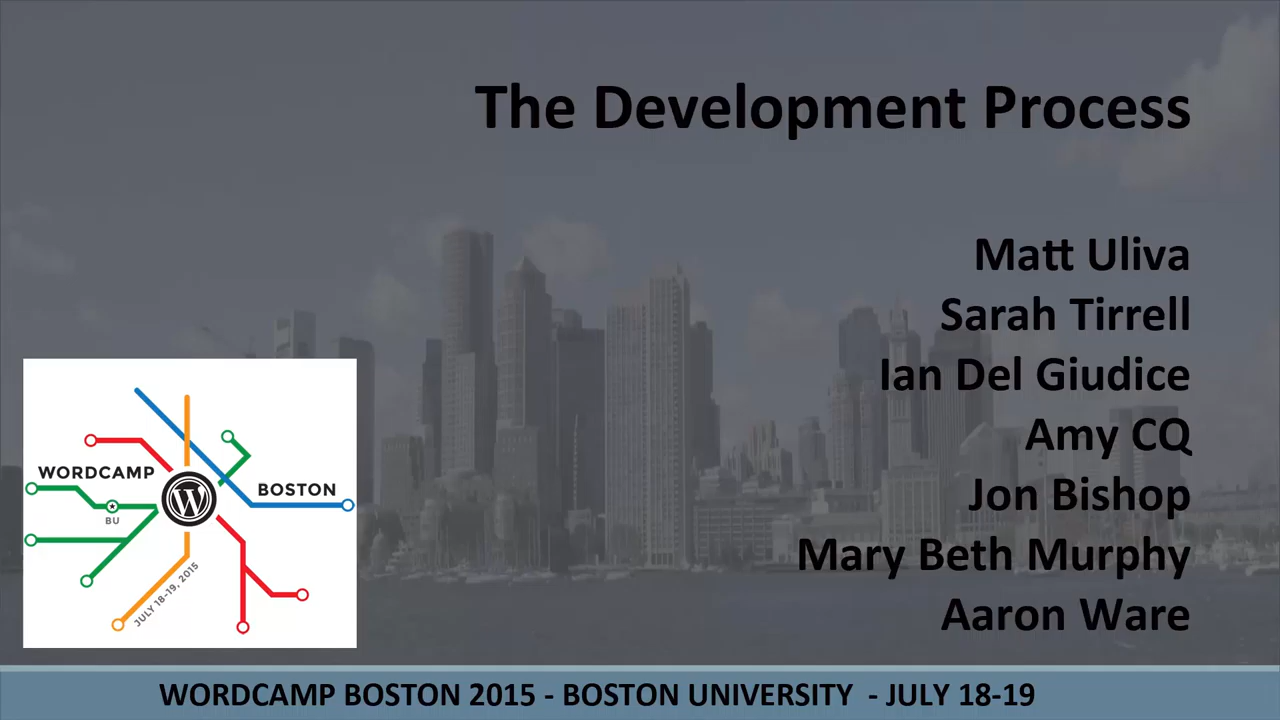 The Development Process
Matt Uliva
Sarah Tirrell
Ian Del Giudice
Amy CQ
Jon Bishop
Mary Beth Murphy
Aaron Ware
WORDCAMP
BOSTON
BU
JULY 18-19, 2015
WORDCAMP BOSTON 2015 - BOSTON UNIVERSITY - JULY 18-19